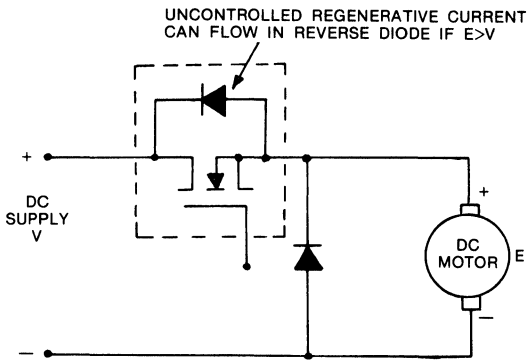 UNCONTROLLED REGENERATIVE CURRENT
CAN FLOW IN REVERSE DIODE IF E>V
+
DC
SUPPLY
V
−
+
DC
MOTOR
E
−